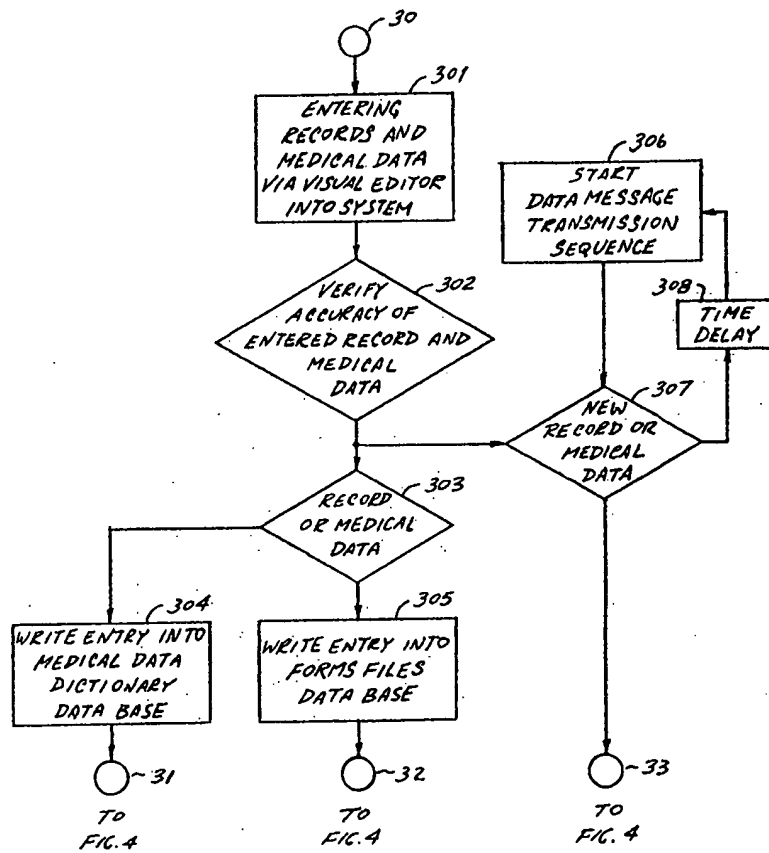 30
301
ENTERING
RECORDS AND
MEDICAL DATA
VIA VISUAL EDITOR
INTO SYSTEM
302
VERIFY
ACCURACY OF
ENTERED RECORD AND
MEDICAL
DATA
303
RECORD
OR MEDICAL
DATA
304
WRITE ENTRY INTO
MEDICAL DATA
DICTIONARY
DATA BASE
305
WRITE ENTRY INTO
FORMS FILES
DATA BASE
306
START
DATA MESSAGE
TRANSMISSION
SEQUENCE
308
TIME
DELAY
307
NEW
RECORD OR
MEDICAL
DATA
31
TO
FIG. 4
32
TO
FIG. 4
33
TO
FIG. 4